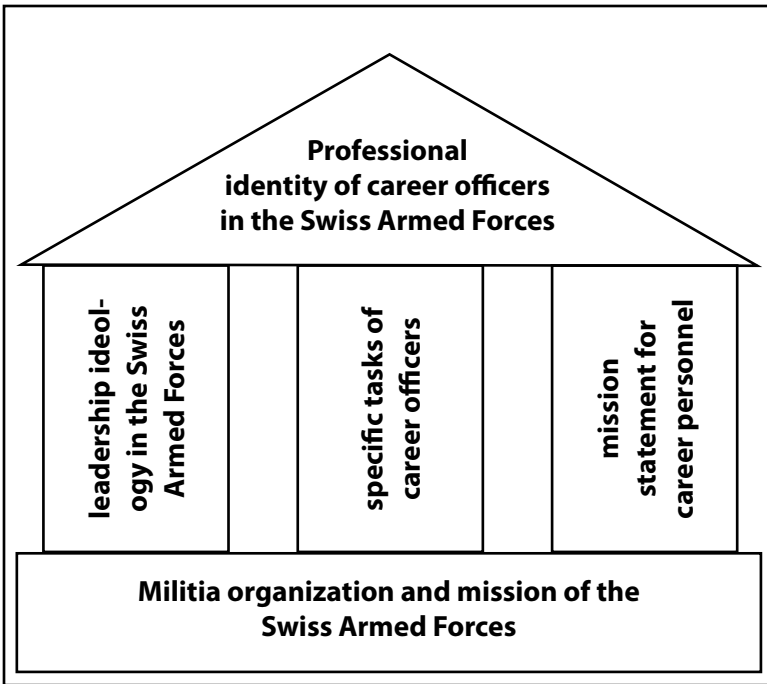 Professional
identity of career officers
in the Swiss Armed Forces
leadership ideol-
ogy in the Swiss
Armed Forces
specific tasks of
career officers
mission
statement for
career personnel
Militia organization and mission of the
Swiss Armed Forces